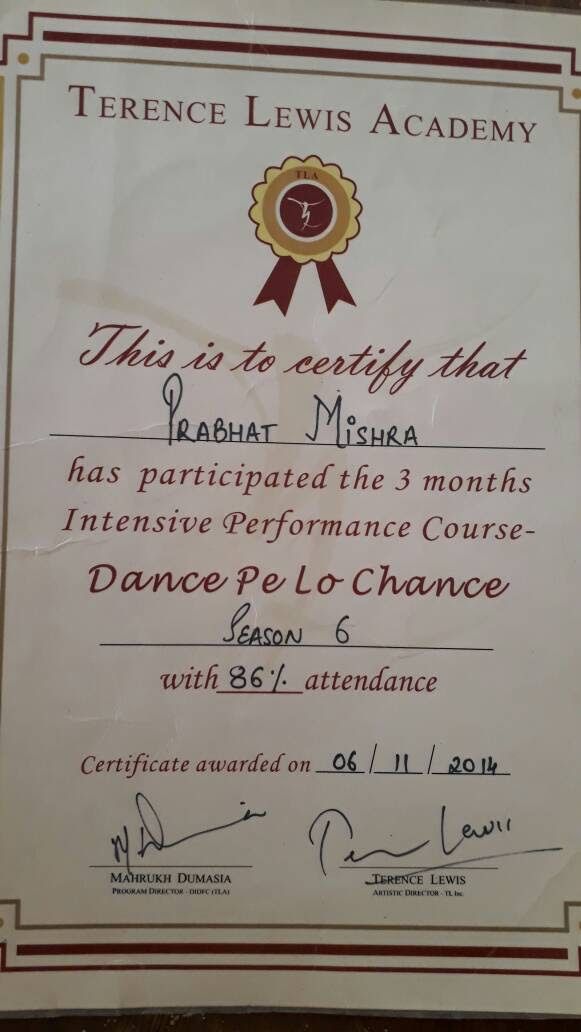 TERENCE LEWIS ACADEMY
TLA
This is to certify that
PRABHAT MISHRA
has participated the 3 months
Intensive Performance Course-
Dance Pe Lo Chance
SEASON 6
with 86% attendance
Certificate awarded on 06/11/2014
Terence Lewis
MAHRUKH DUMASIA TERENCE LEWIS
PROGRAM DIRECTOR - DIDFC (TLA) ARTISTIC DIRECTOR - TL Inc.